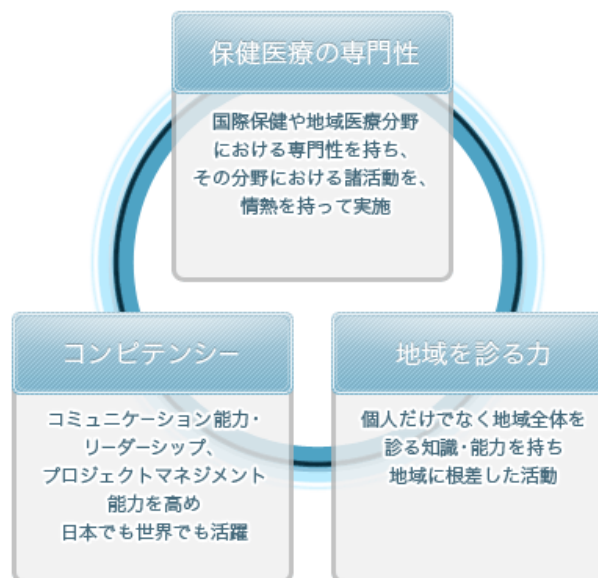 保健医療の専門性
国際保健や地域医療分野
における専門性を持ち、
その分野における諸活動を、
情熱を持って実施
コンピテンシー
コミュニケーション能力・
リーダーシップ、
プロジェクトマネジメント
能力を高め
日本でも世界でも活躍
地域を診る力
個人だけでなく地域全体を
診る知識・能力を持ち
地域に根差した活動